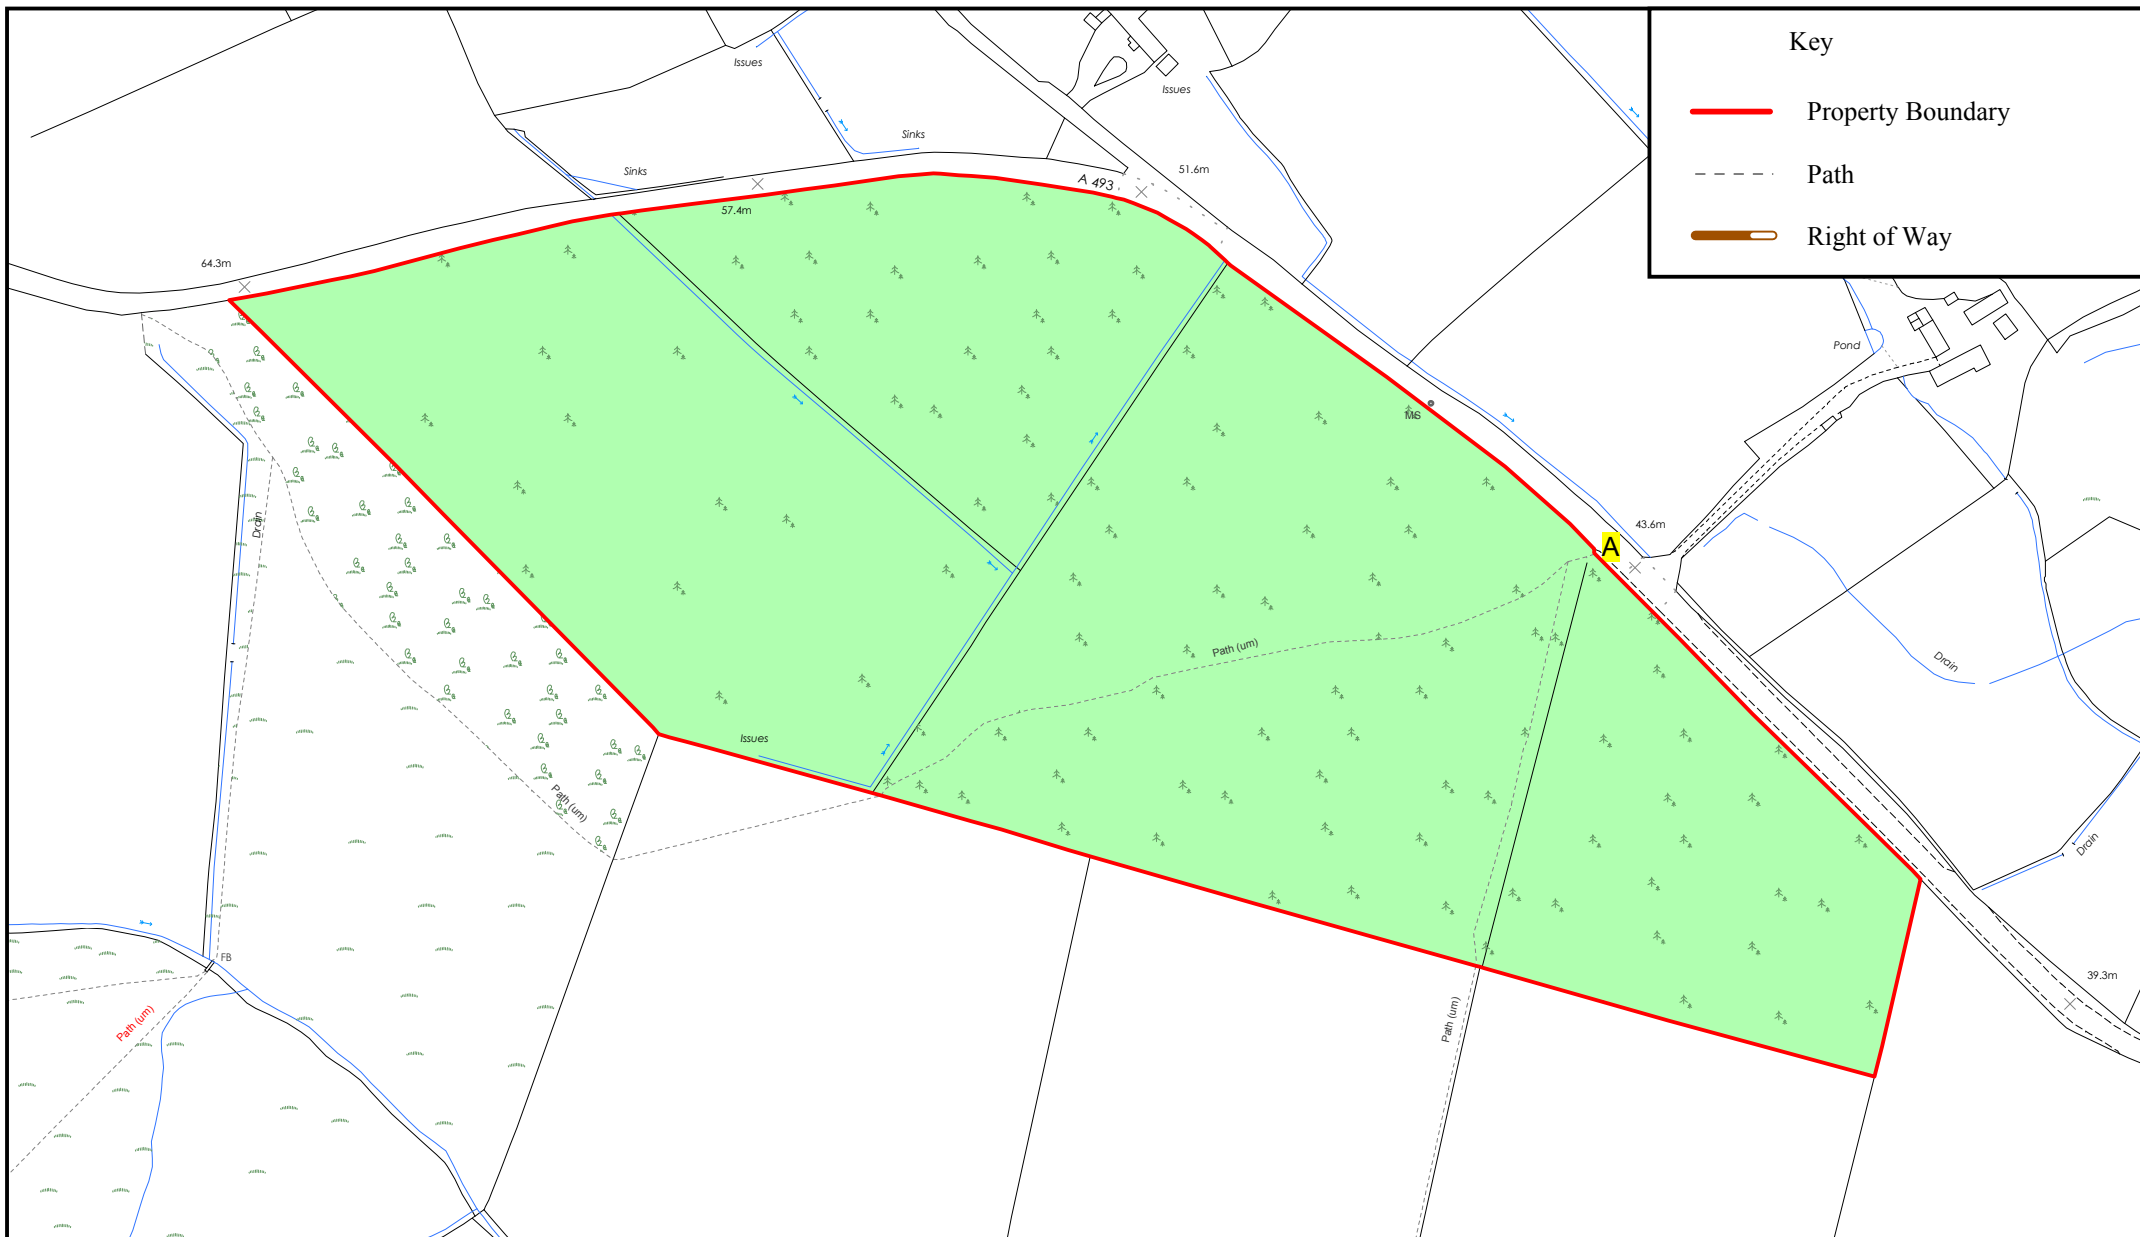 Key
Property Boundary
Path
Right of Way
Issues
Issues
Sinks
Sinks
51.6m
A 493
57.4m
64.3m
Pond
MS
43.6m
A
Drain
Path (um)
Drain
Issues
Path (um)
Drain
FB
39.3m
Path (um)
Path (um)